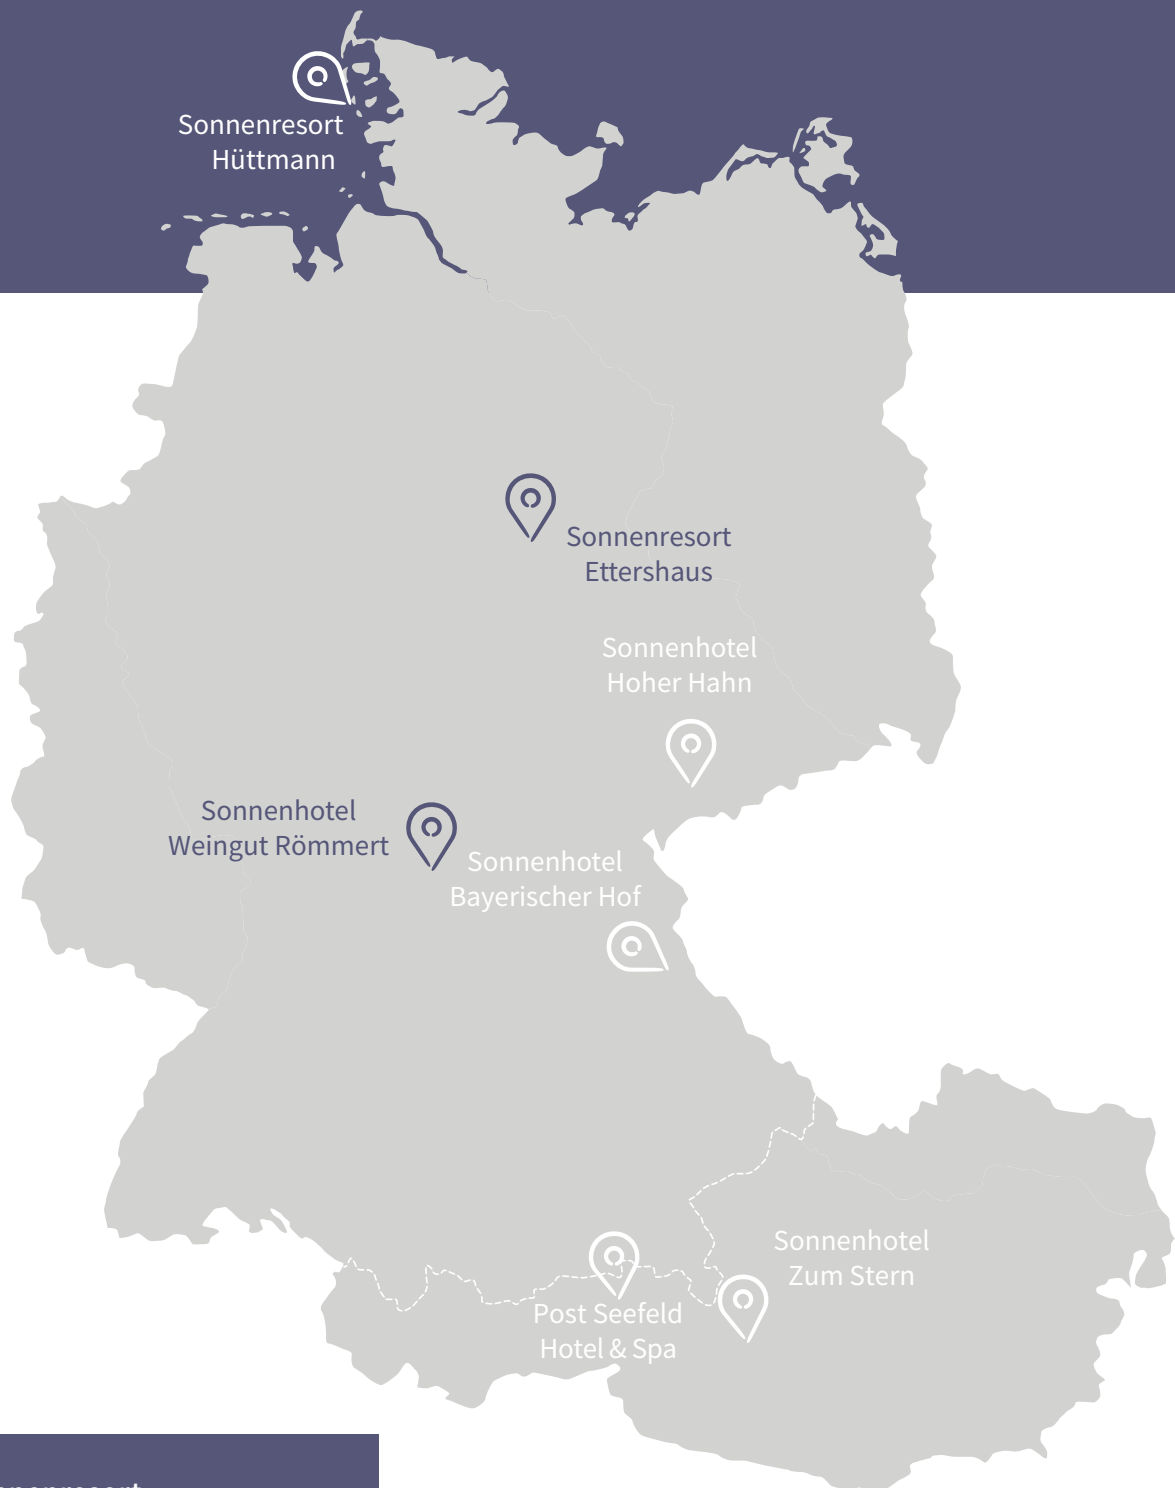 Sonnenresort
Hüttmann
Sonnenresort
Ettershaus
Sonnenhotel
Hoher Hahn
Sonnenhotel
Weingut Römmert
Sonnenhotel
Bayerischer Hof
Sonnenhotel
Zum Stern
Post Seefeld
Hotel & Spa